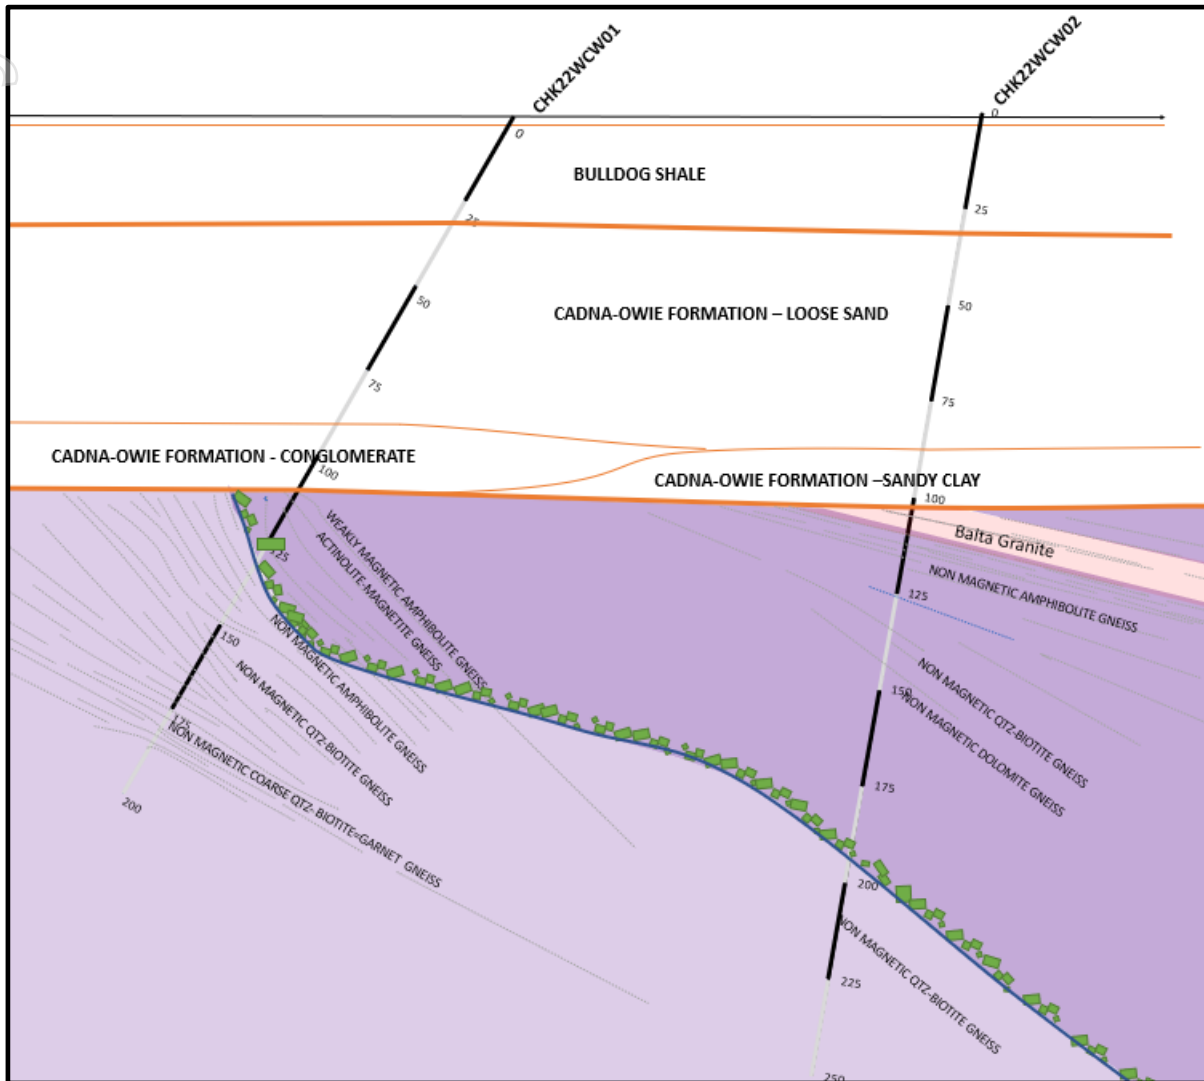 CHK22WCW01
CHK22WCW02
0
0
BULLDOG SHALE
25
25
50
50
CADNA-OWIE FORMATION – LOOSE SAND
75
75
CADNA-OWIE FORMATION - CONGLOMERATE
100
CADNA-OWIE FORMATION –SANDY CLAY
100
WEAKLY MAGNETIC AMPHIBOLITE GNEISS
ACTINOLITE-MAGNETITE GNEISS
Balta Granite
125
NON MAGNETIC AMPHIBOLITE GNEISS
125
NON MAGNETIC AMPHIBOLITE GNEISS
150
NON MAGNETIC QTZ-BIOTITE GNEISS
NON MAGNETIC QTZ-BIOTITE GNEISS
150
NON MAGNETIC DOLOMITE GNEISS
175
NON MAGNETIC COARSE QTZ- BIOTITE=GARNET GNEISS
175
200
200
NON MAGNETIC QTZ-BIOTITE GNEISS
225
250